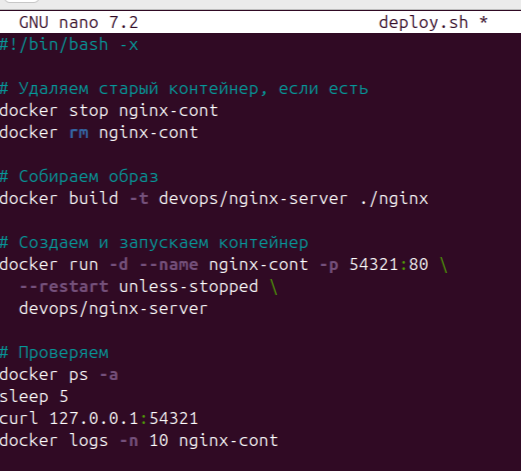 GNU nano 7.2 deploy.sh *
#!/bin/bash -x
# Удаляем старый контейнер, если есть
docker stop nginx-cont
docker rm nginx-cont
# Собираем образ
docker build -t devops/nginx-server ./nginx
# Создаем и запускаем контейнер
docker run -d --name nginx-cont -p 54321:80 \
--restart unless-stopped \
devops/nginx-server
# Проверяем
docker ps -a
sleep 5
curl 127.0.0.1:54321
docker logs -n 10 nginx-cont